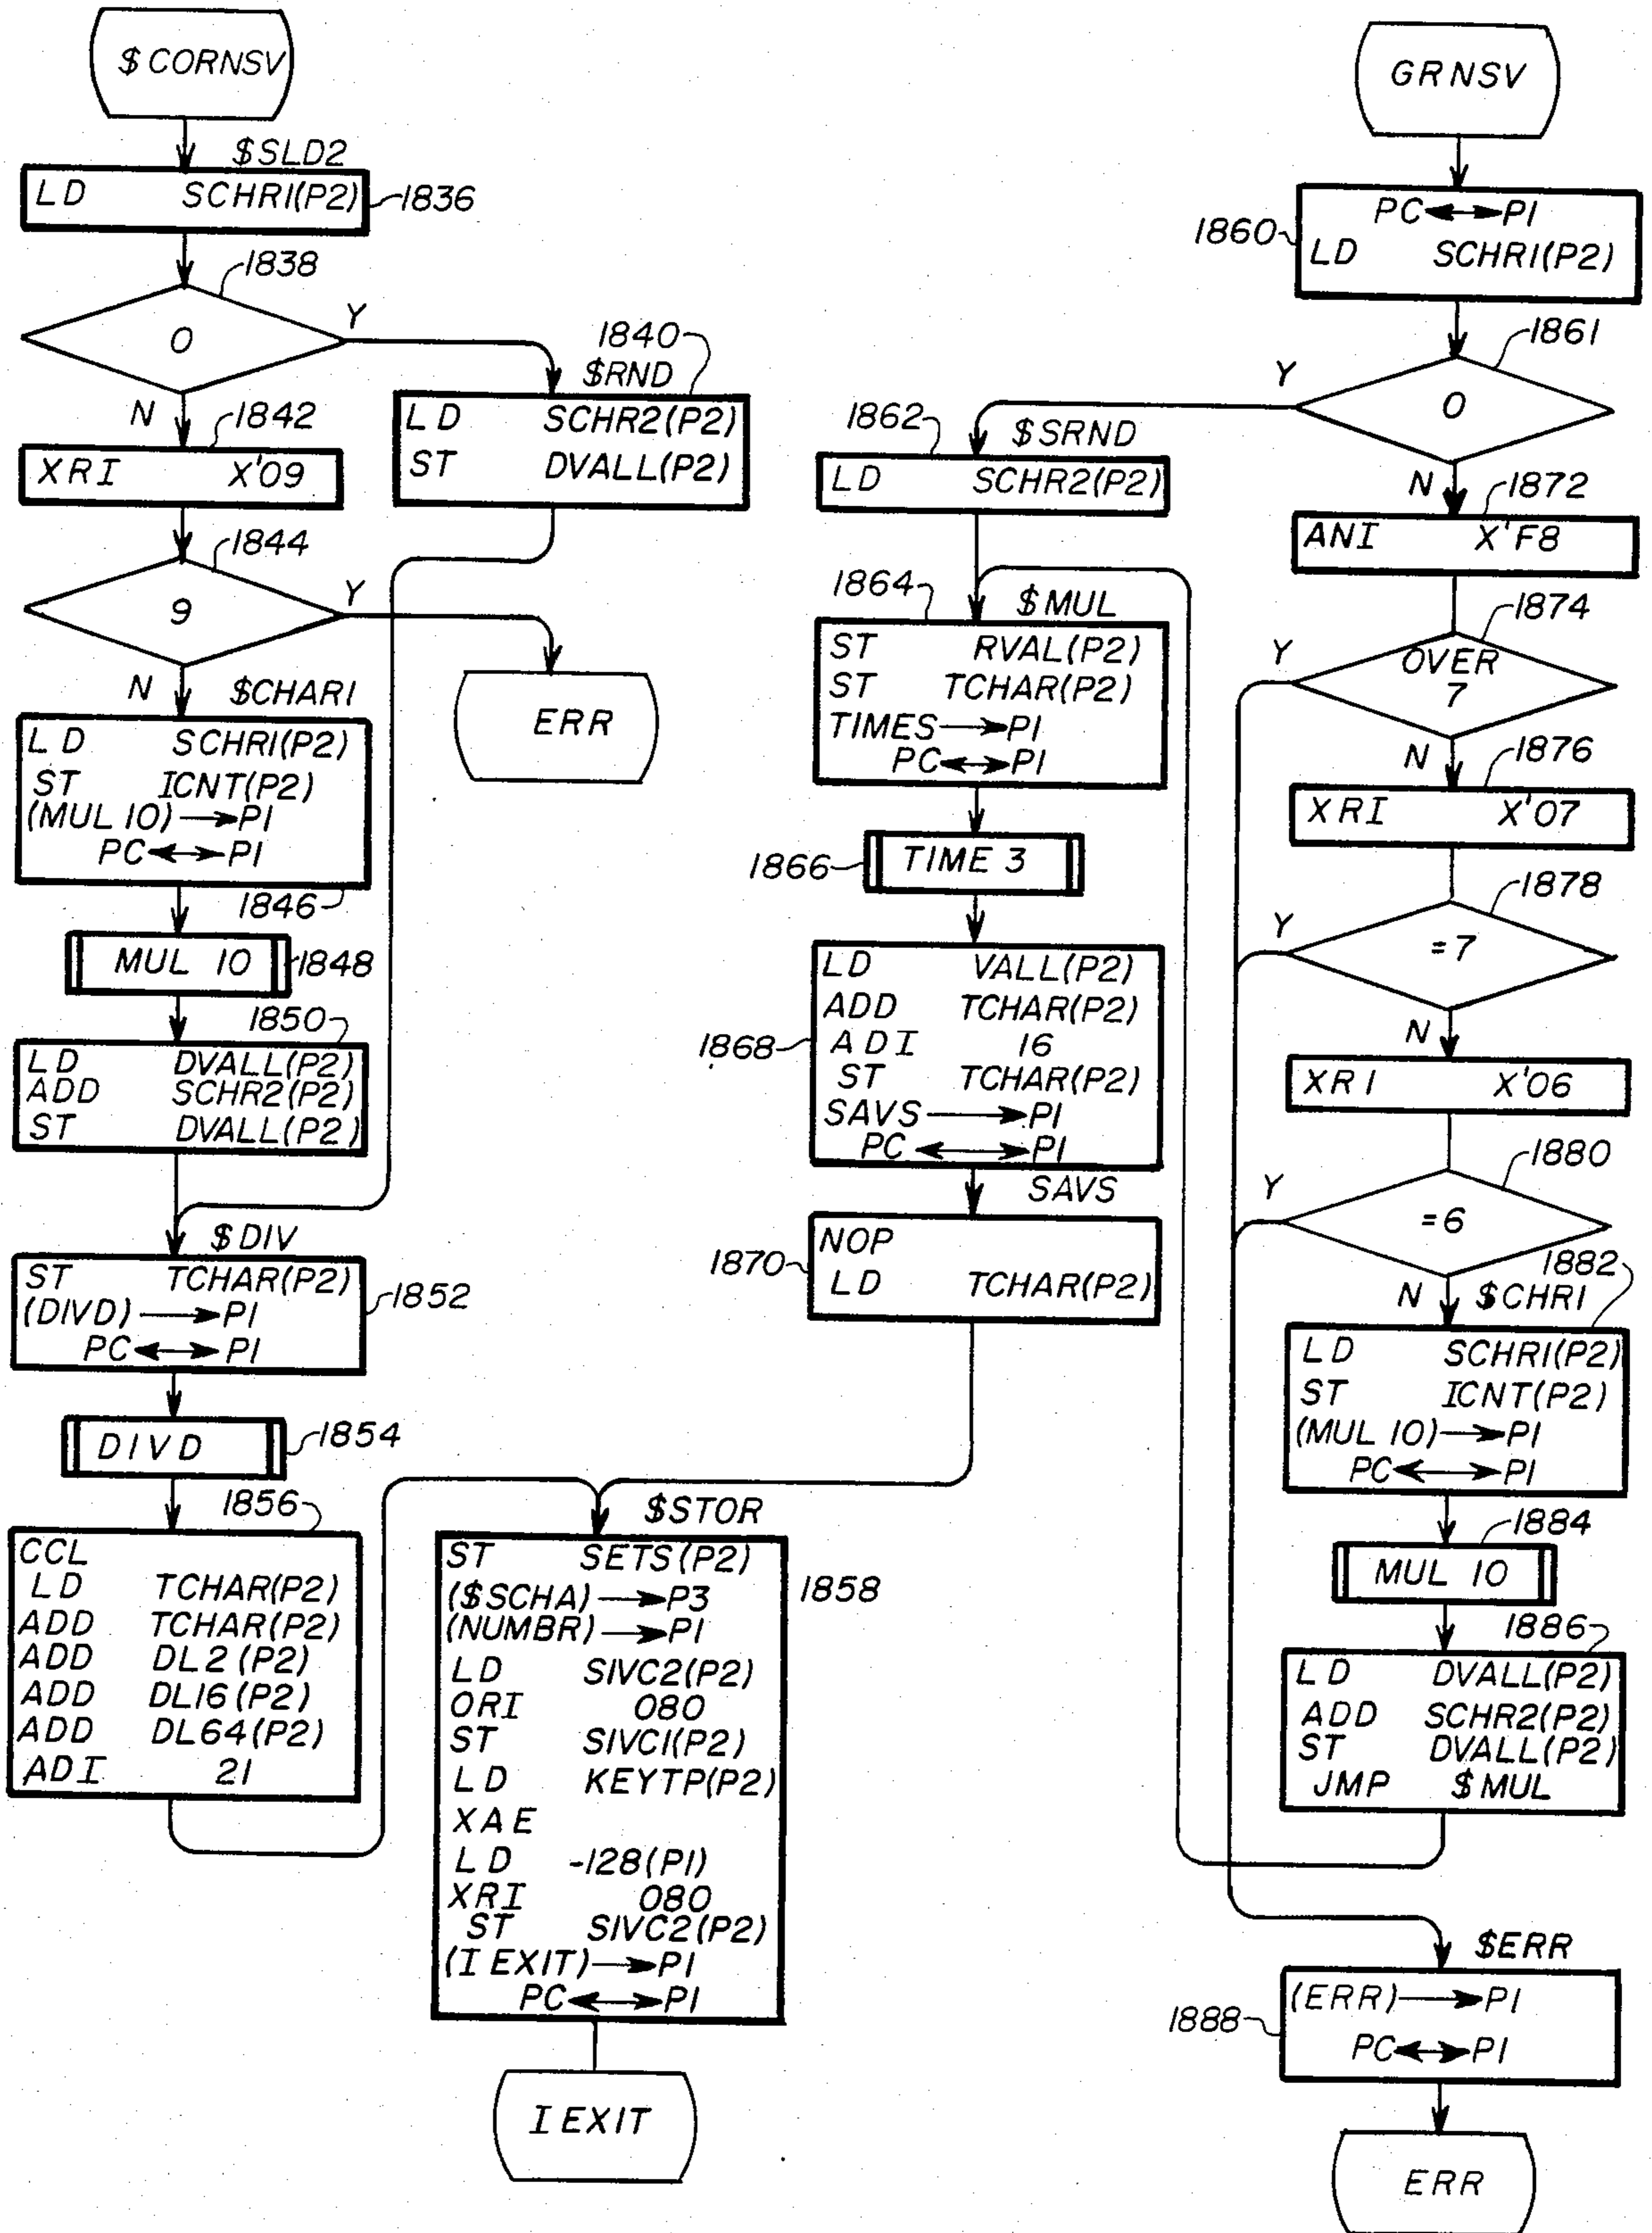 $CORNSV
$SLD2
LD SCHR1(P2)
1836
1838
0
Y
N
1840
$RND
LD SCHR2(P2)
ST DVALL(P2)
1842
XRI X'09
1844
9
Y
N
ERR
$CHAR1
LD SCHR1(P2)
ST ICNT(P2)
(MUL 10)→P1
PC↔P1
1846
MUL 10
1848
1850
LD DVALL(P2)
ADD SCHR2(P2)
ST DVALL(P2)
$DIV
ST TCHAR(P2)
(DIVD)→P1
PC↔P1
1852
DIVD
1854
1856
CCL
LD TCHAR(P2)
ADD TCHAR(P2)
ADD DL2(P2)
ADD DL16(P2)
ADD DL64(P2)
ADI 21
$STOR
ST SETS(P2)
($SCHA)→P3
(NUMBR)→P1
LD SIVC2(P2)
ORI 080
ST SIVC1(P2)
LD KEYTP(P2)
XAE
LD -128(P1)
XRI 080
ST SIVC2(P2)
(I EXIT)→P1
PC↔P1
1858
I EXIT
GRNSV
1860
PC↔P1
LD SCHR1(P2)
1861
0
Y
N
1862
$SRND
LD SCHR2(P2)
1864
$MUL
ST RVAL(P2)
ST TCHAR(P2)
TIMES→P1
PC↔P1
1866
TIME 3
1868
LD VALL(P2)
ADD TCHAR(P2)
ADI 16
ST TCHAR(P2)
SAVS→P1
PC↔P1
SAVS
1870
NOP
LD TCHAR(P2)
1872
ANI X'F8
1874
OVER
7
Y
N
1876
XRI X'07
1878
=7
Y
N
XRI X'06
1880
=6
Y
N
1882
$CHR1
LD SCHR1(P2)
ST ICNT(P2)
(MUL 10)→P1
PC↔P1
1884
MUL 10
1886
LD DVALL(P2)
ADD SCHR2(P2)
ST DVALL(P2)
JMP $MUL
$ERR
1888
(ERR)→P1
PC↔P1
ERR